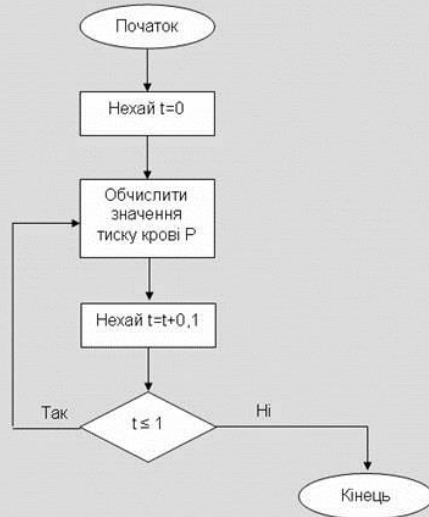 Початок
Нехай t=0
Обчислити
значення
тиску крові Р
Нехай t=t+0,1
Так
t ≤ 1
Ні
Кінець